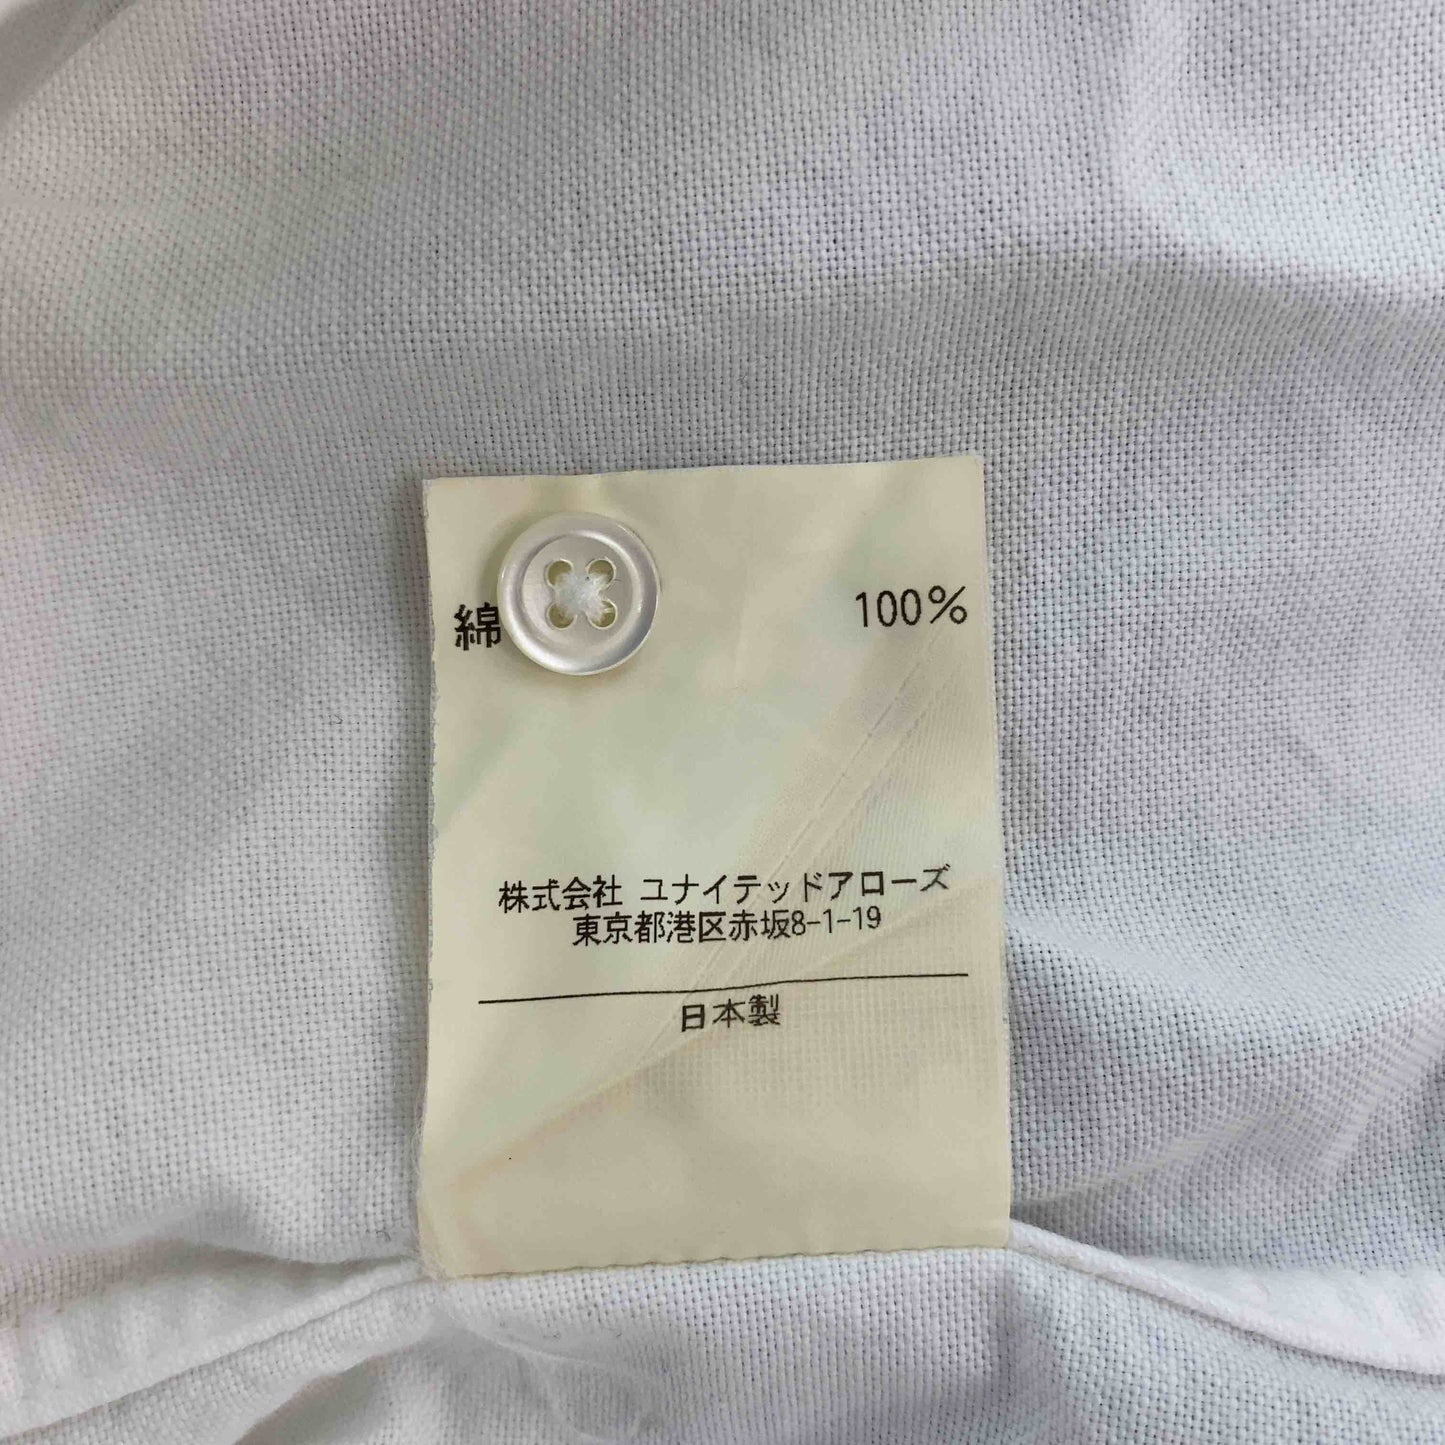 綿 100%
株式会社 ユナイテッドアローズ
東京都港区赤坂8-1-19
日本製